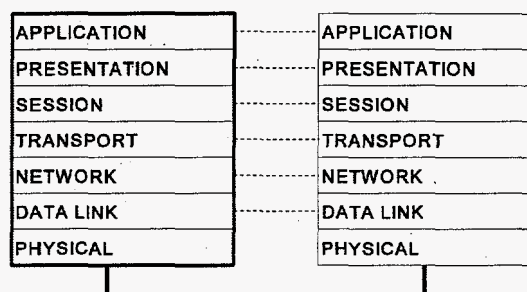 APPLICATION APPLICATION
PRESENTATION PRESENTATION
SESSION SESSION
TRANSPORT TRANSPORT
NETWORK NETWORK
DATA LINK DATA LINK
PHYSICAL PHYSICAL